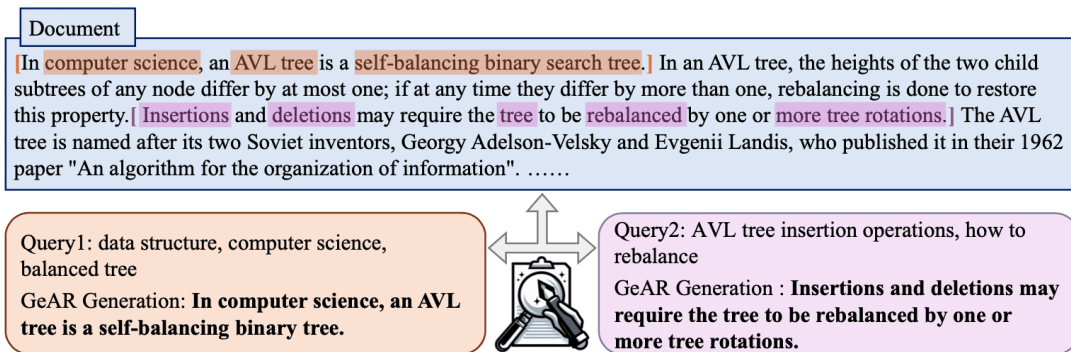 Document
[In computer science, an AVL tree is a self-balancing binary search tree.] In an AVL tree, the heights of the two child
subtrees of any node differ by at most one; if at any time they differ by more than one, rebalancing is done to restore
this property.[ Insertions and deletions may require the tree to be rebalanced by one or more tree rotations.] The AVL
tree is named after its two Soviet inventors, Georgy Adelson-Velsky and Evgenii Landis, who published it in their 1962
paper "An algorithm for the organization of information". ……
Query1: data structure, computer science,
balanced tree
GeAR Generation: In computer science, an AVL
tree is a self-balancing binary tree.
Query2: AVL tree insertion operations, how to
rebalance
GeAR Generation : Insertions and deletions may
require the tree to be rebalanced by one or
more tree rotations.